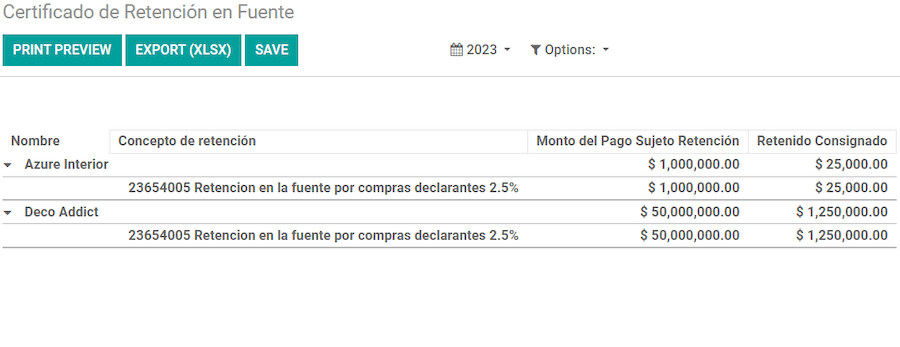 Certificado de Retención en Fuente
PRINT PREVIEW EXPORT (XLSX) SAVE 2023 Options:
Nombre Concepto de retención Monto del Pago Sujeto Retención Retenido Consignado
Azure Interior $ 1,000,000.00 $ 25,000.00
23654005 Retencion en la fuente por compras declarantes 2.5% $ 1,000,000.00 $ 25,000.00
Deco Addict $ 50,000,000.00 $ 1,250,000.00
23654005 Retencion en la fuente por compras declarantes 2.5% $ 50,000,000.00 $ 1,250,000.00